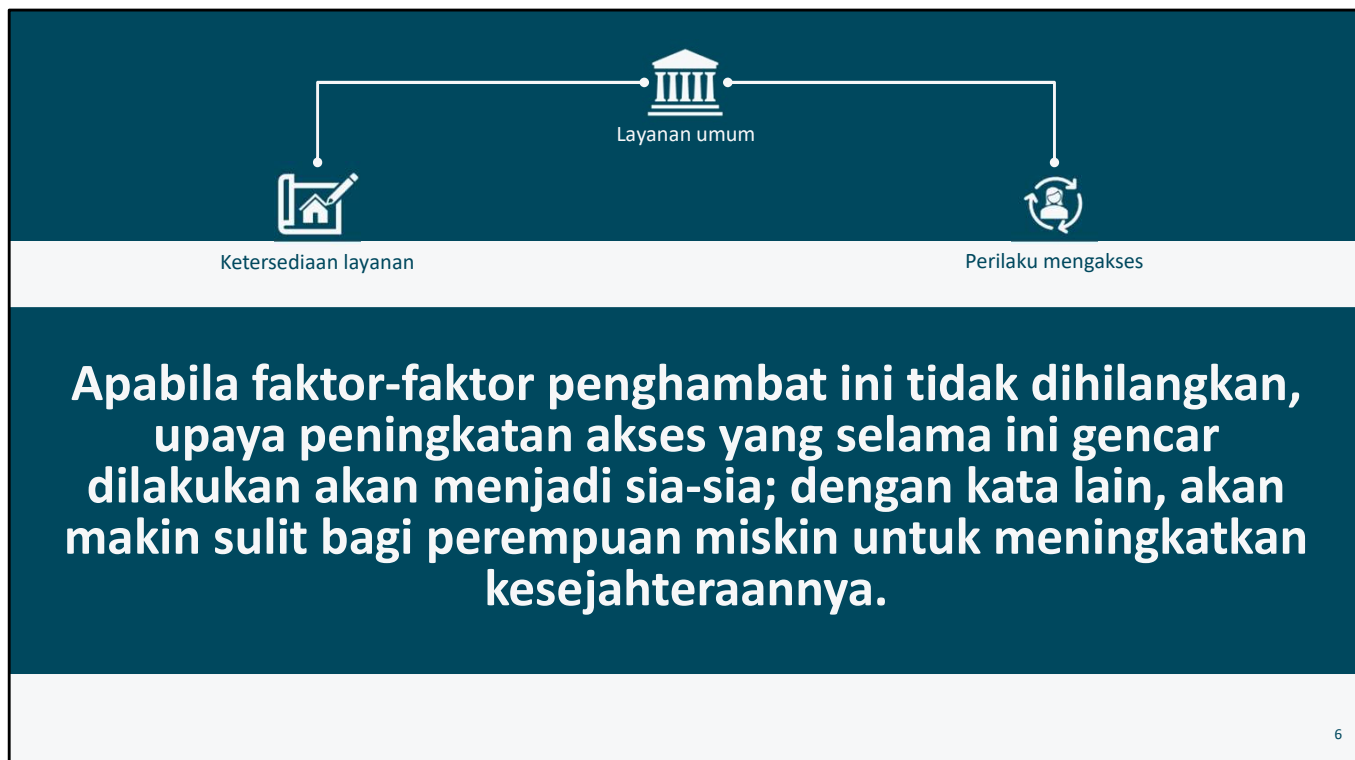 Layanan umum
Ketersediaan layanan
Perilaku mengakses
Apabila faktor-faktor penghambat ini tidak dihilangkan,
upaya peningkatan akses yang selama ini gencar
dilakukan akan menjadi sia-sia; dengan kata lain, akan
makin sulit bagi perempuan miskin untuk meningkatkan
kesejahteraannya.
6